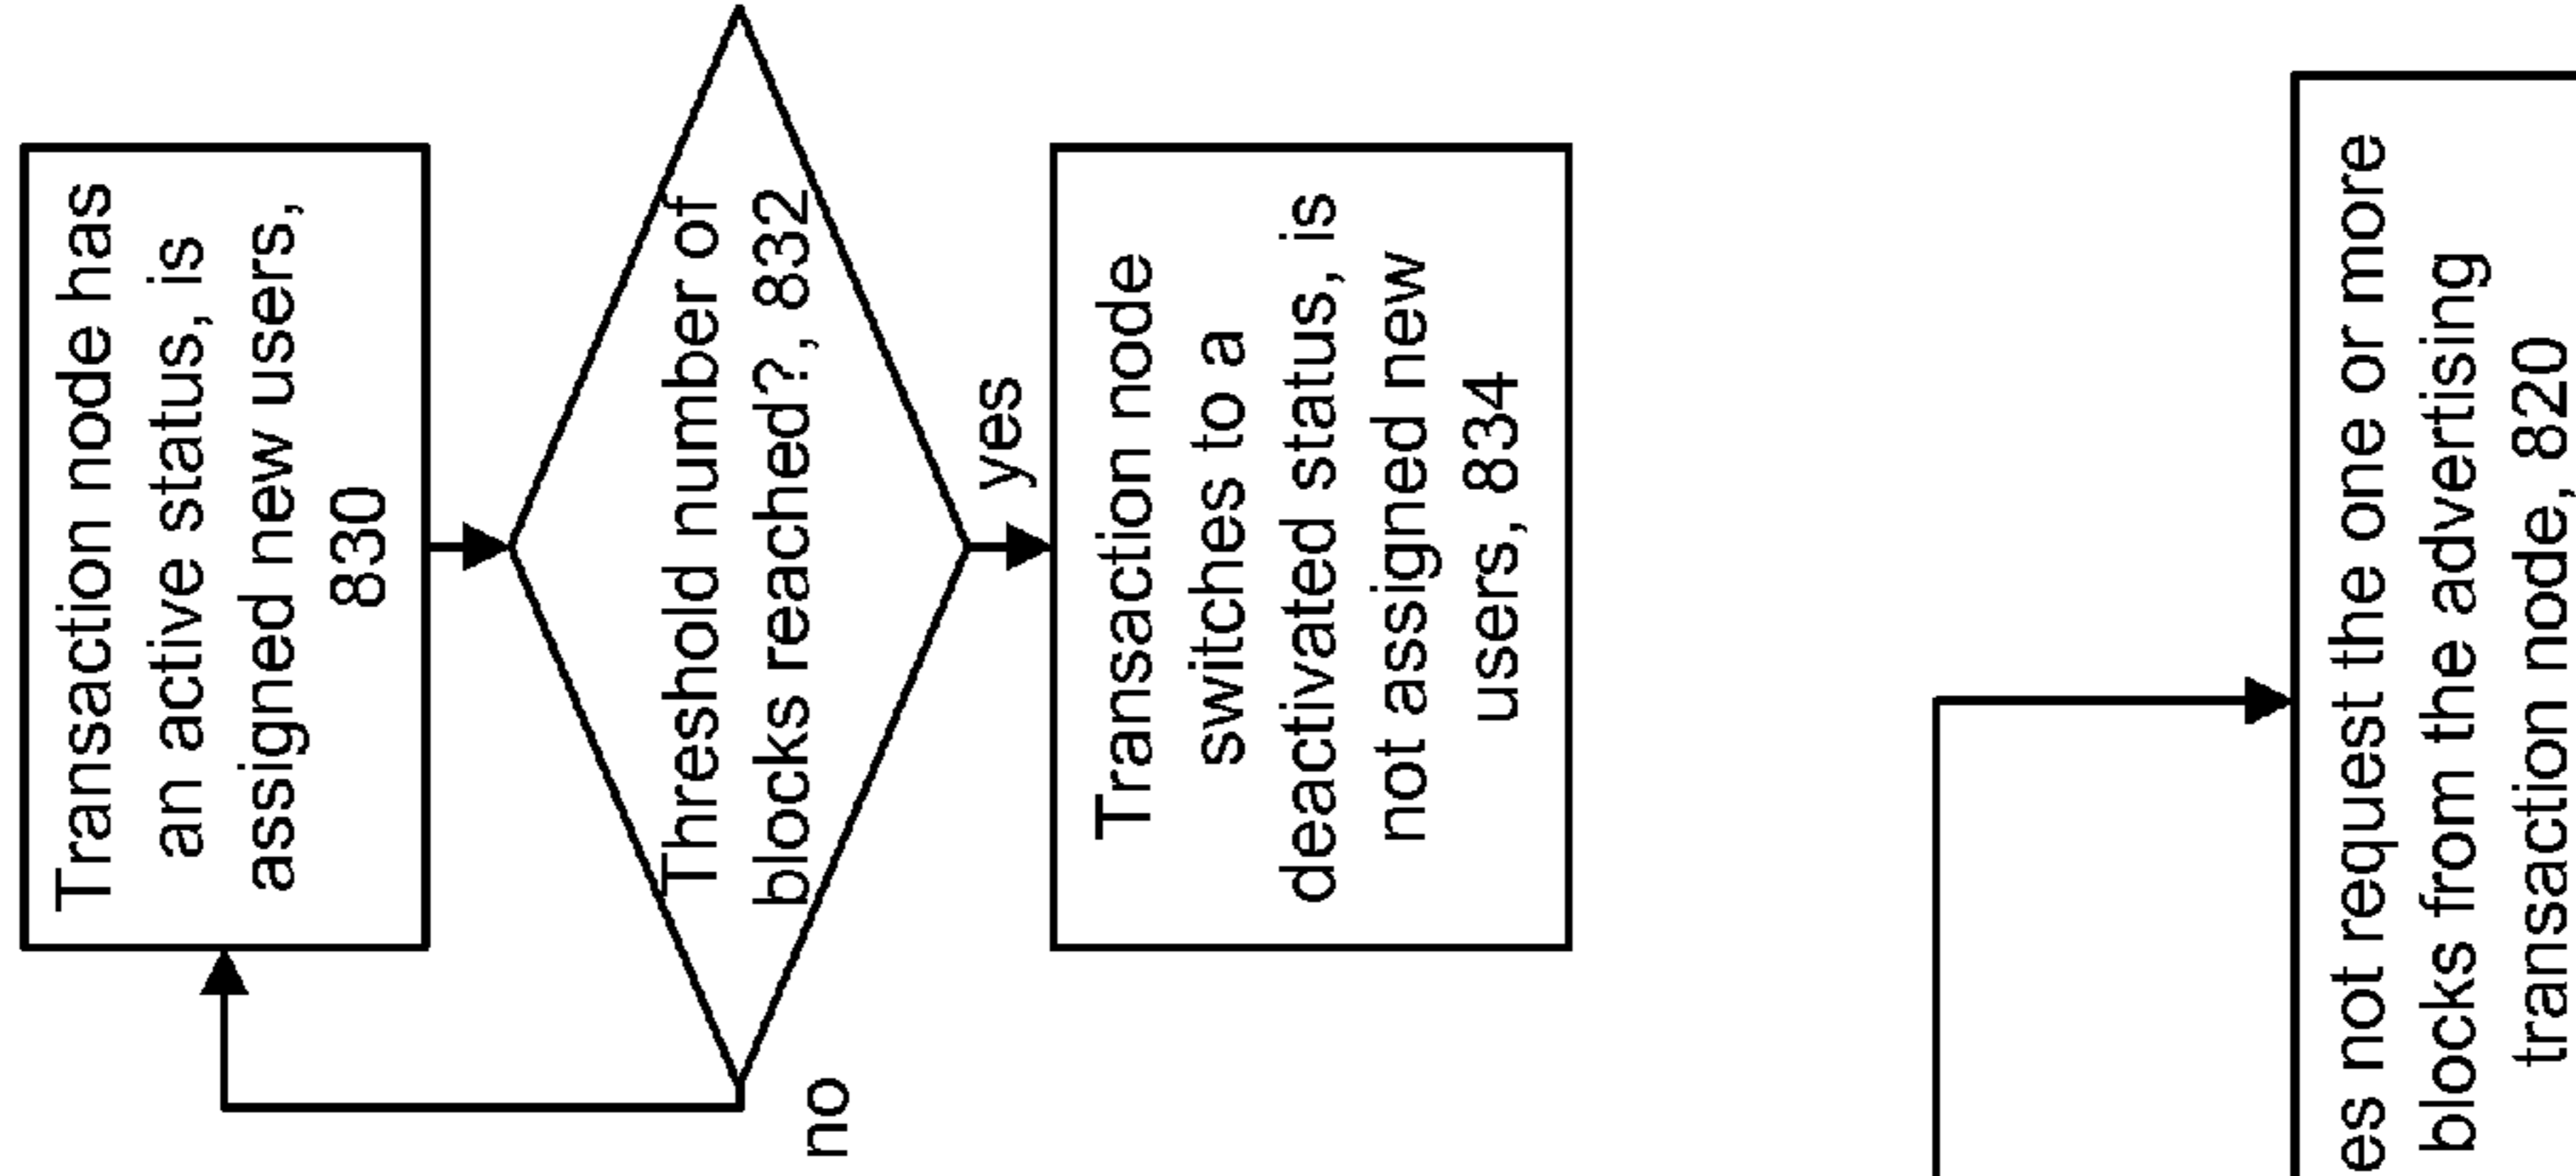 Transaction node has
an active status, is
assigned new users,
830
Threshold number of
blocks reached?, 832
no
yes
Transaction node
switches to a
deactivated status, is
not assigned new
users, 834
es not request the one or more
blocks from the advertising
transaction node, 820